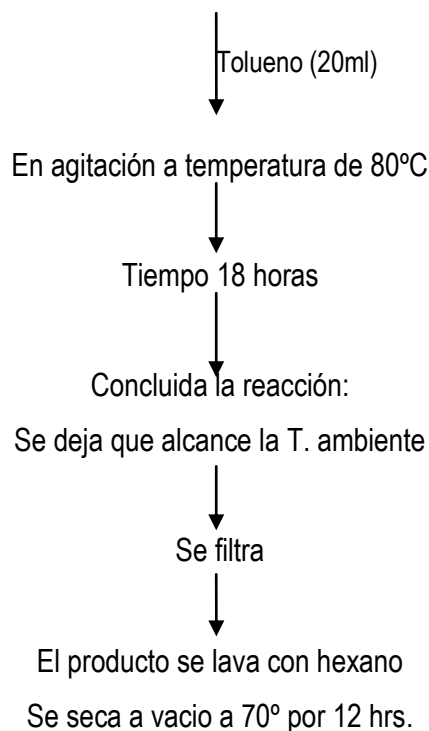 Tolueno (20ml)
En agitación a temperatura de 80ºC
Tiempo 18 horas
Concluida la reacción:
Se deja que alcance la T. ambiente
Se filtra
El producto se lava con hexano
Se seca a vacio a 70º por 12 hrs.